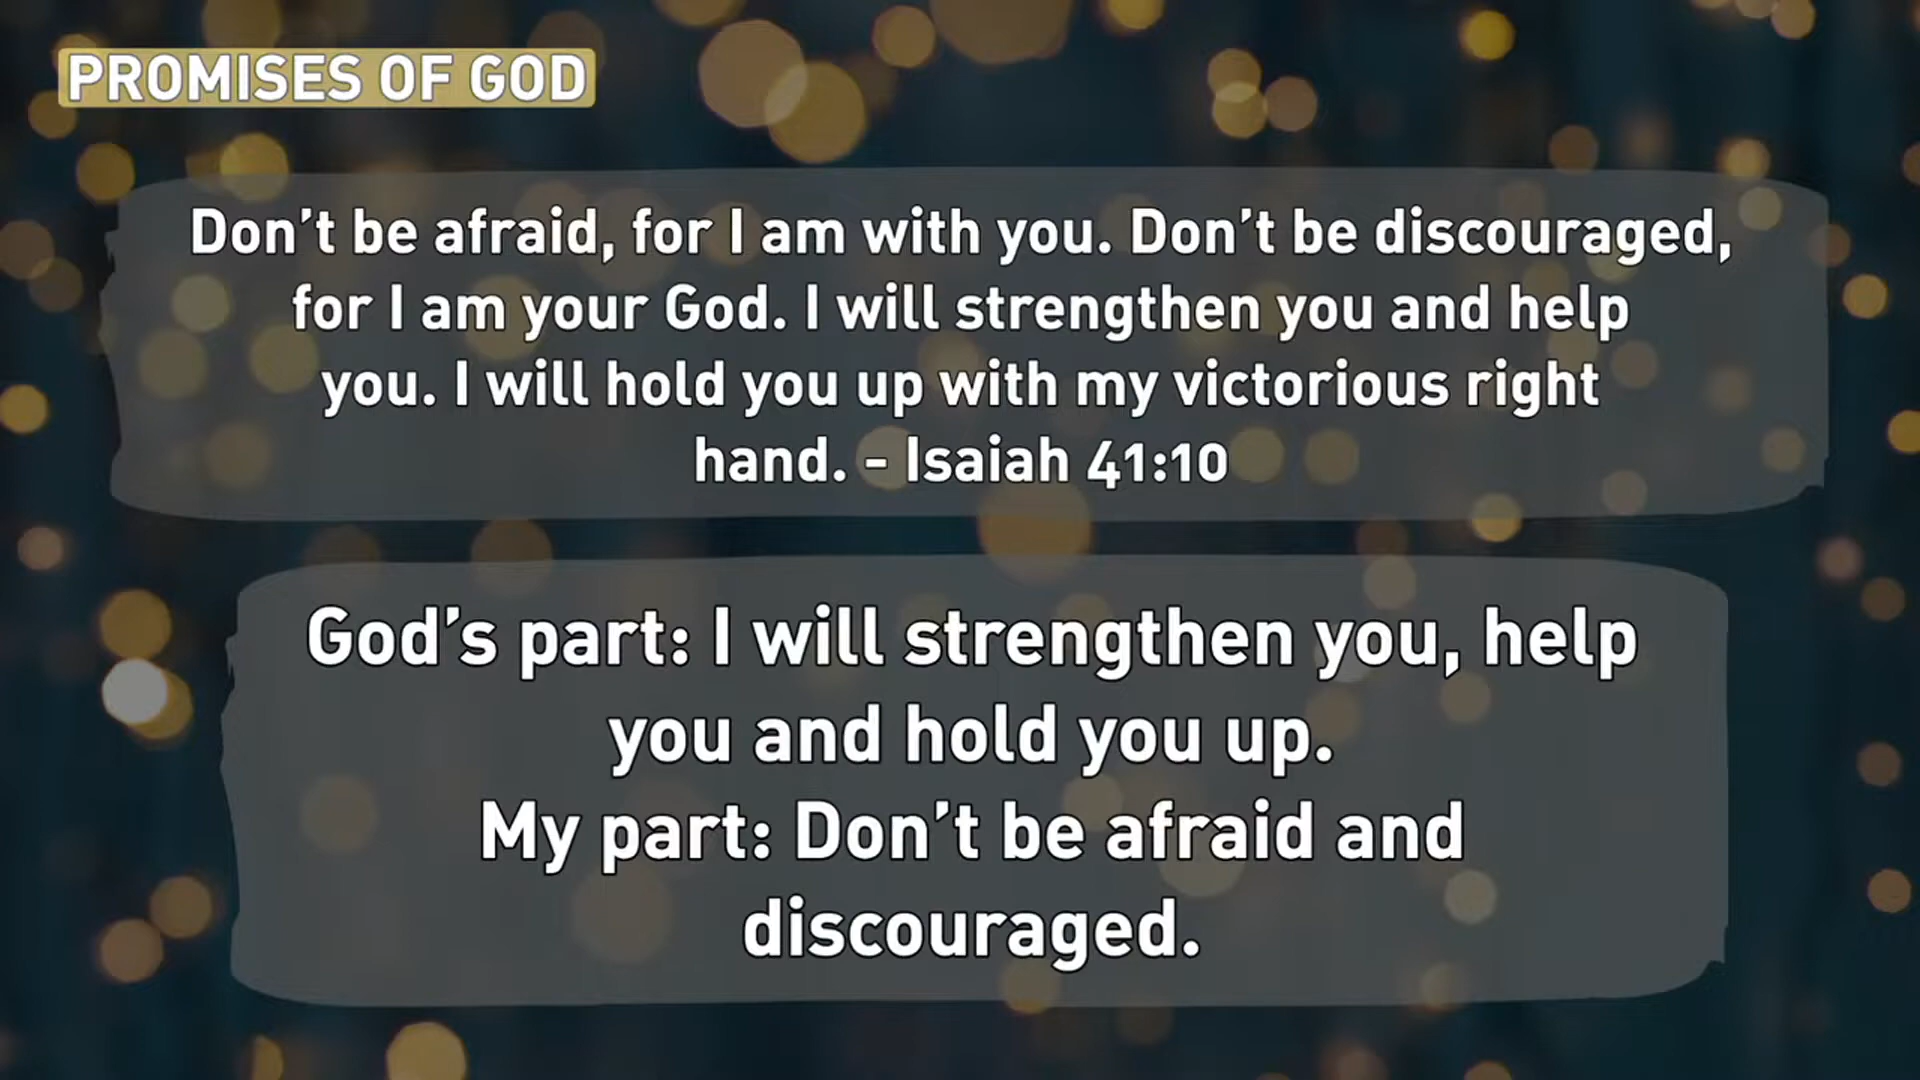 PROMISES OF GOD
Don’t be afraid, for I am with you. Don’t be discouraged,
for I am your God. I will strengthen you and help
you. I will hold you up with my victorious right
hand. - Isaiah 41:10
God’s part: I will strengthen you, help
you and hold you up.
My part: Don’t be afraid and
discouraged.